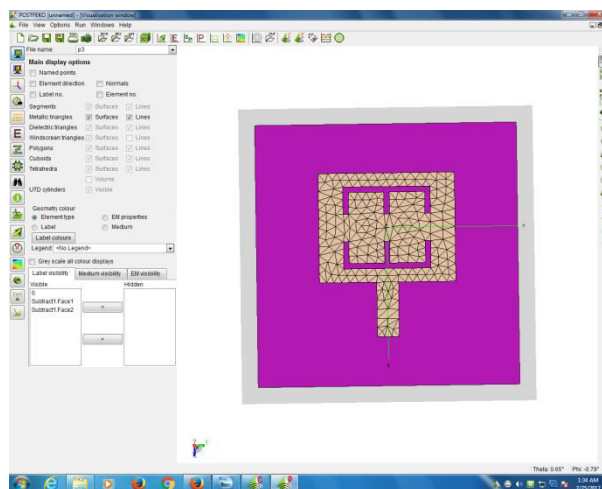 POSTFEKO [unnamed] - [Visualisation window]
File View Options Run Windows Help
File name: p3
Main display options
Named points
Element direction Normals
Label no. Element no.
Segments Surfaces Lines
Metallic triangles Surfaces Lines
Dielectric triangles Surfaces Lines
Windscreen triangles Surfaces Lines
Polygons Surfaces Lines
Cuboids Surfaces Lines
Tetrahedra Surfaces Lines
Volume
UTD cylinders Visible
Geometry colour
Element type EM properties
Label Medium
Label colours
Legend: <No Legend>
Grey scale all colour displays
Label visibility Medium visibility EM visibility
Visible Hidden
0
Subtract1.Face1
Subtract1.Face2
Theta: 0.65° Phi: -0.79°
1:34 AM